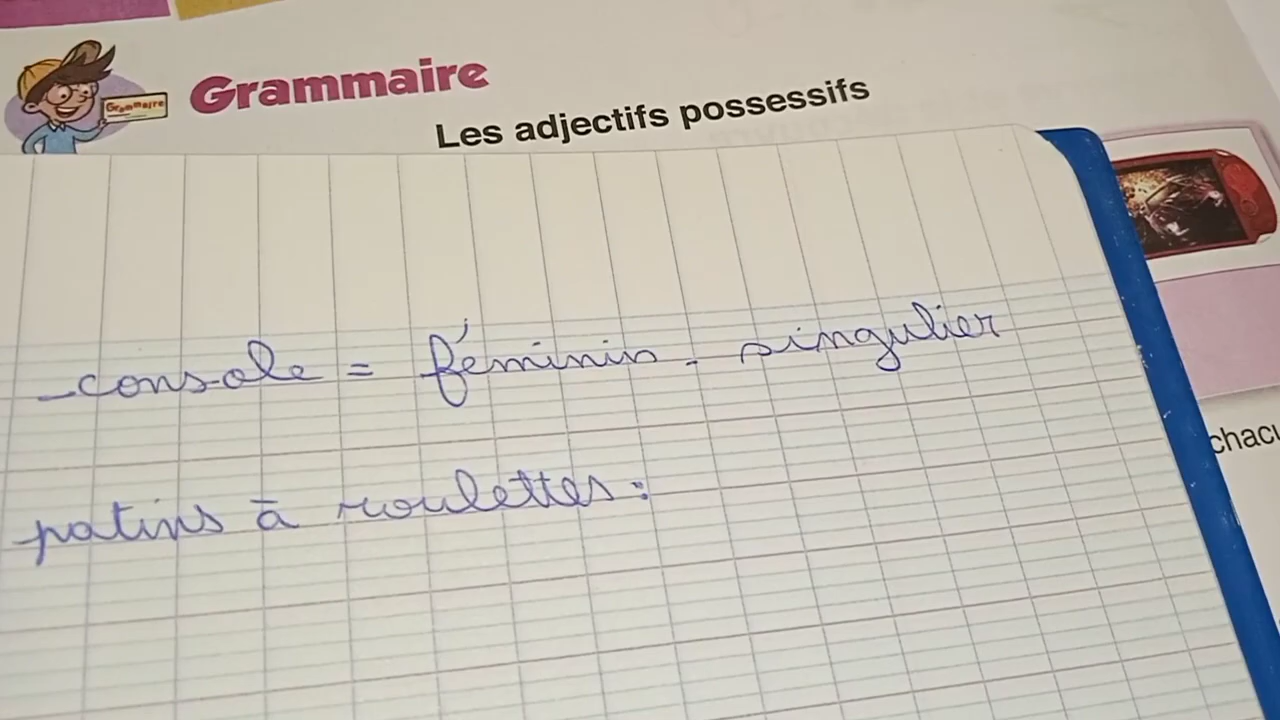 Grammaire
Grammaire
Les adjectifs possessifs
- console = féminin - singulier
patins à roulettes :
chacu